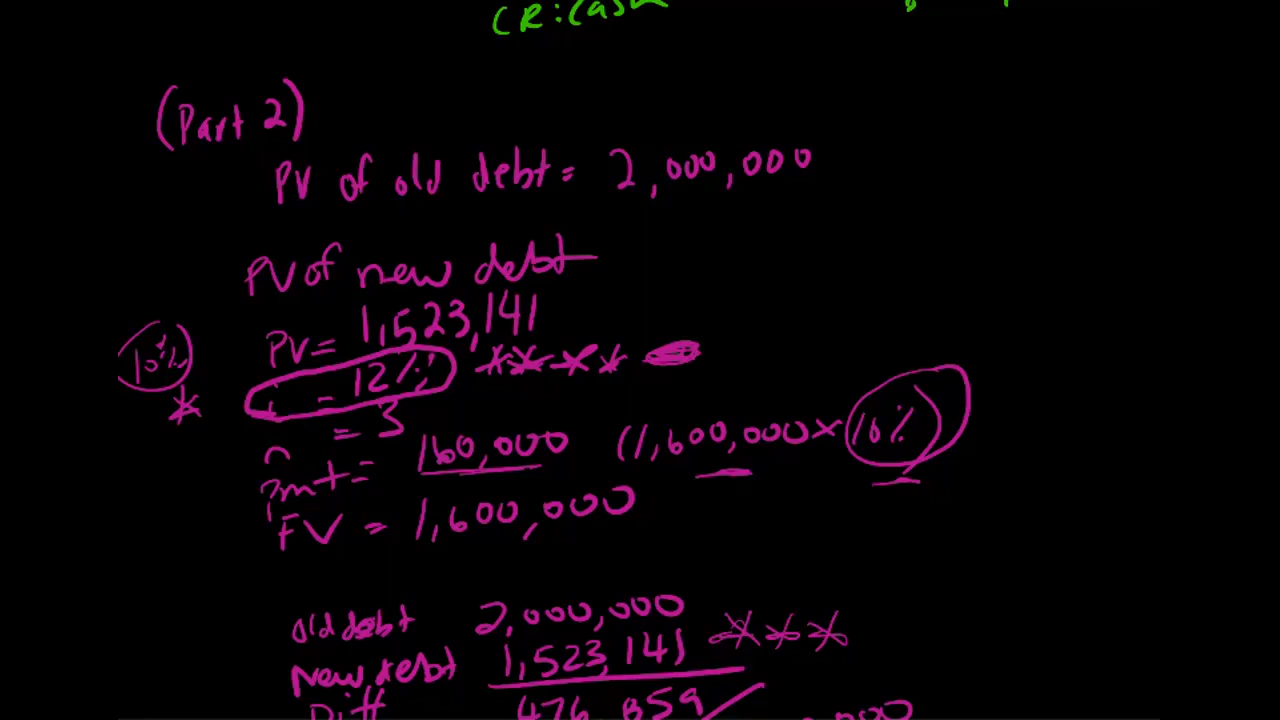 CR: Cash
(Part 2)
PV of old debt = 2,000,000
PV of new debt
PV = 1,523,141
10% i = 12% ****
* n = 3
Pmt = 160,000 (1,600,000 × 10%
FV = 1,600,000
Old debt 2,000,000
New debt 1,523,141 ***
Diff 476,859